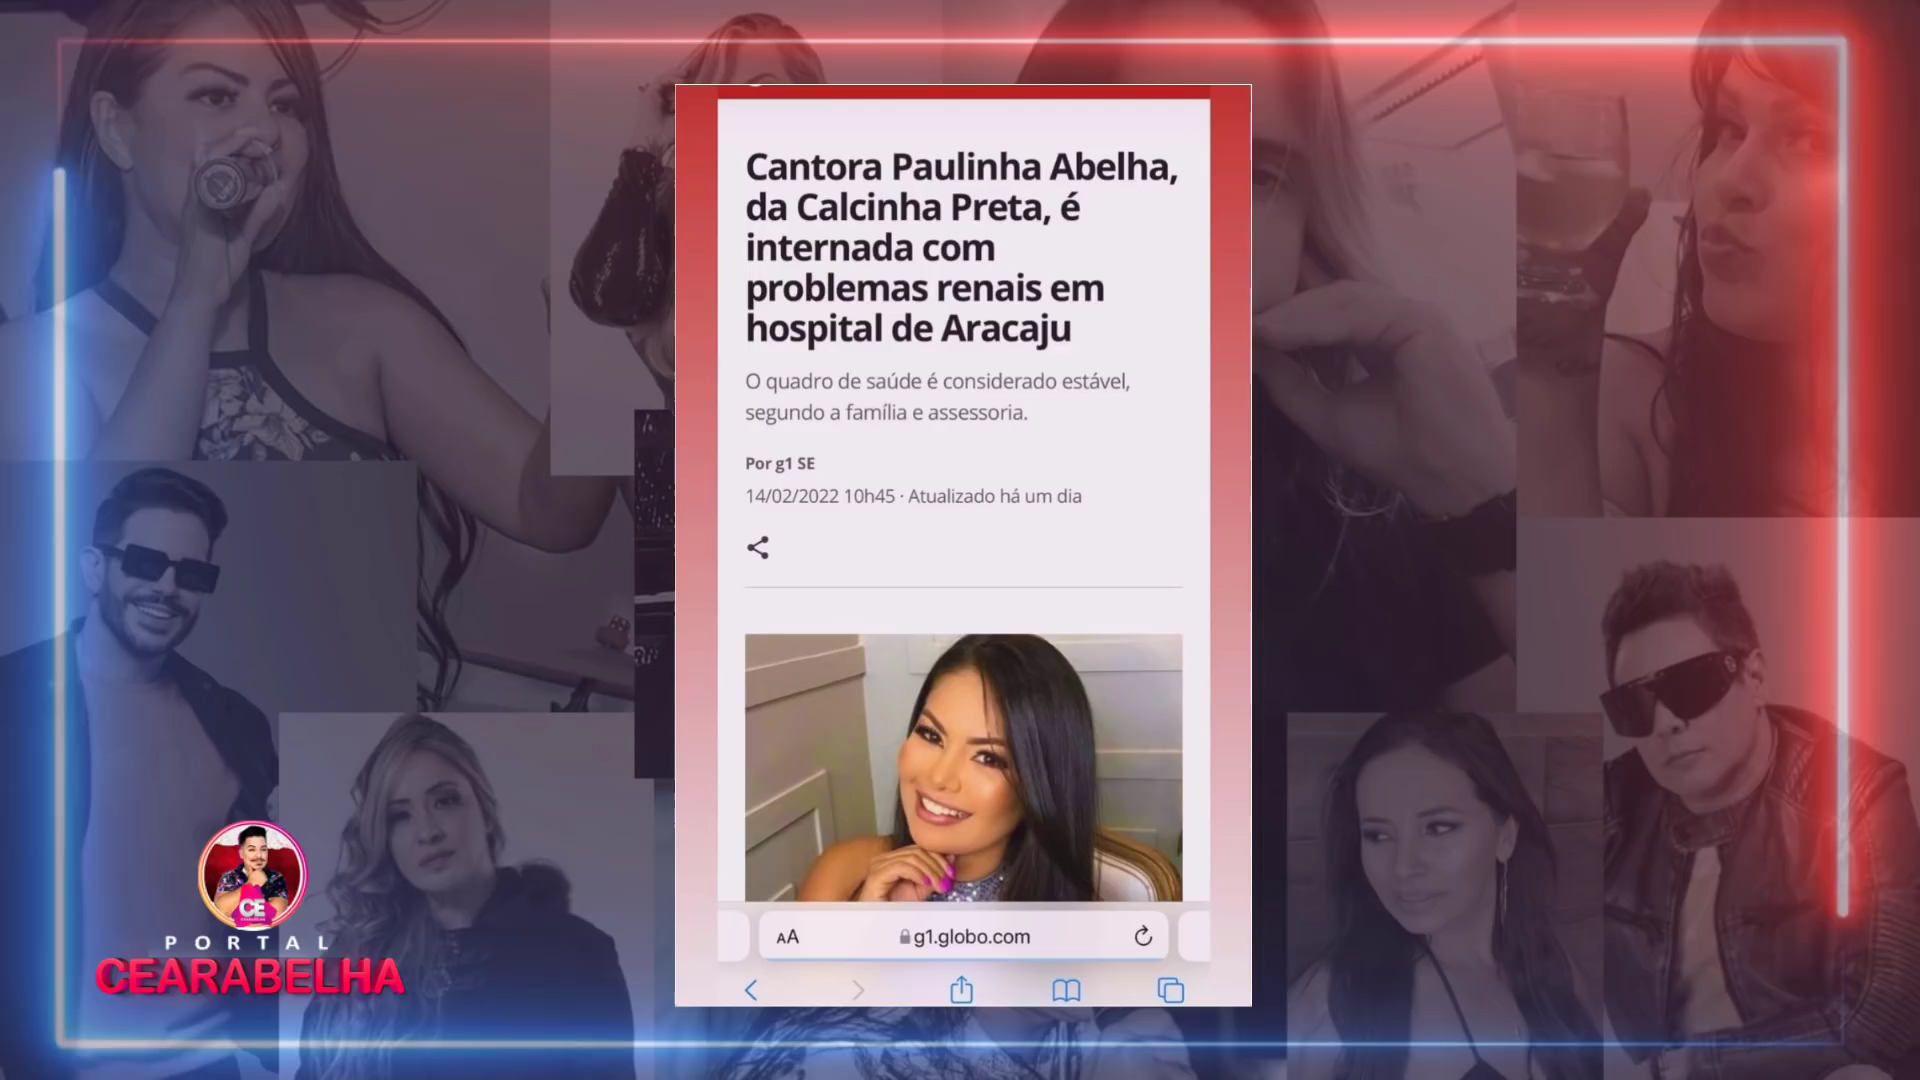 Cantora Paulinha Abelha,
da Calcinha Preta, é
internada com
problemas renais em
hospital de Aracaju
O quadro de saúde é considerado estável,
segundo a família e assessoria.
Por g1 SE
14/02/2022 10h45 · Atualizado há um dia
AA
g1.globo.com
CE
PORTAL
CEARABELHA